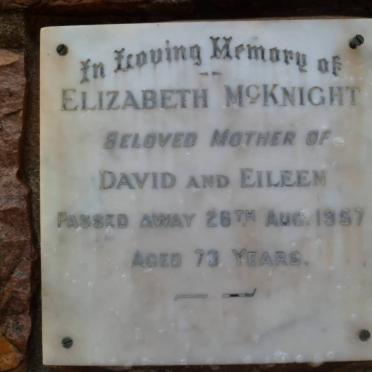 In Loving Memory of
ELIZABETH McKNIGHT
BELOVED MOTHER OF
DAVID AND EILEEN
PASSED AWAY 26TH AUG. 1957
AGED 73 YEARS.